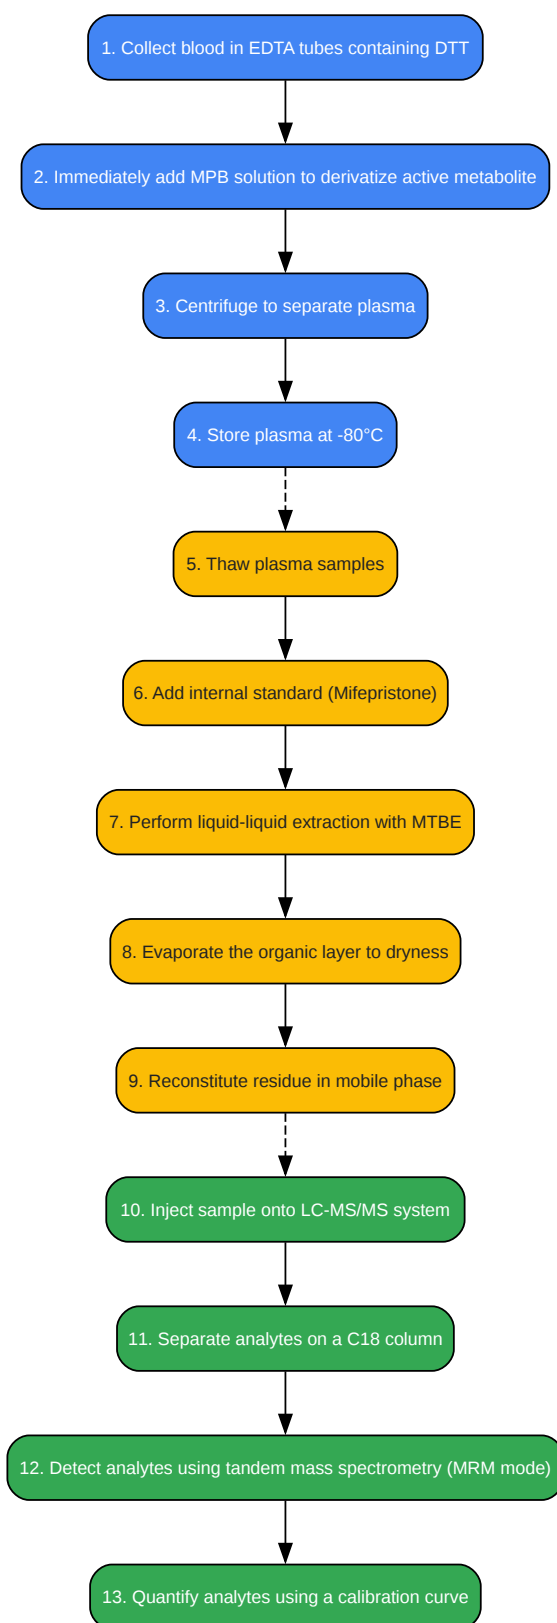 1. Collect blood in EDTA tubes containing DTT
2. Immediately add MPB solution to derivatize active metabolite
3. Centrifuge to separate plasma
4. Store plasma at -80°C
5. Thaw plasma samples
6. Add internal standard (Mifepristone)
7. Perform liquid-liquid extraction with MTBE
8. Evaporate the organic layer to dryness
9. Reconstitute residue in mobile phase
10. Inject sample onto LC-MS/MS system
11. Separate analytes on a C18 column
12. Detect analytes using tandem mass spectrometry (MRM mode)
13. Quantify analytes using a calibration curve